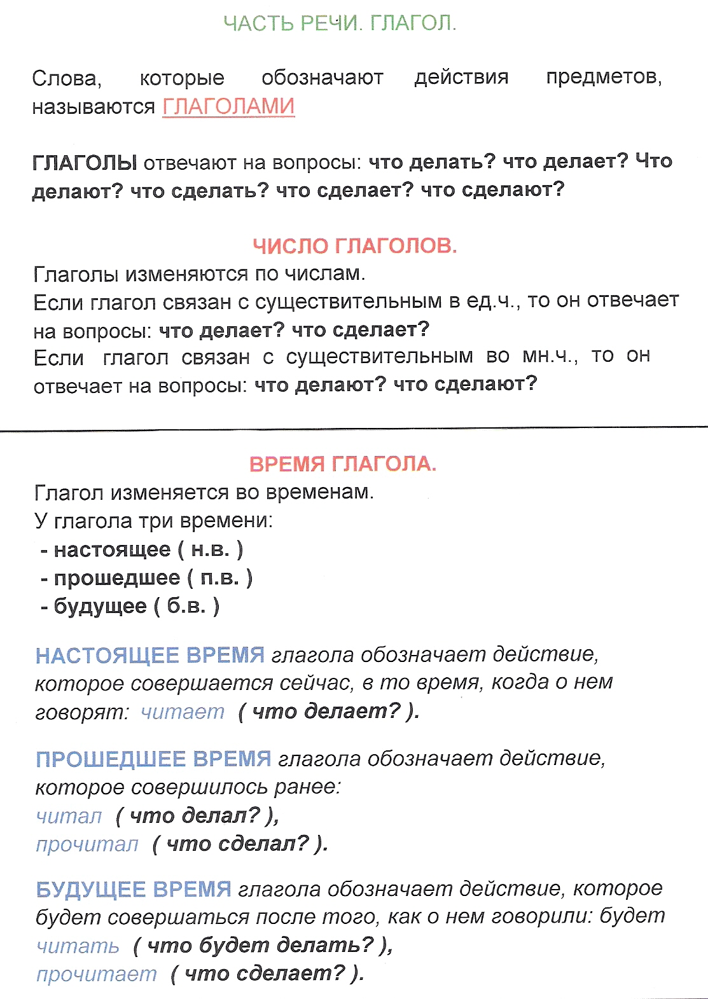 ЧАСТЬ РЕЧИ. ГЛАГОЛ.
Слова, которые обозначают действия предметов,
называются ГЛАГОЛАМИ
ГЛАГОЛЫ отвечают на вопросы: что делать? что делает? Что
делают? что сделать? что сделает? что сделают?
ЧИСЛО ГЛАГОЛОВ.
Глаголы изменяются по числам.
Если глагол связан с существительным в ед.ч., то он отвечает
на вопросы: что делает? что сделает?
Если глагол связан с существительным во мн.ч., то он
отвечает на вопросы: что делают? что сделают?
ВРЕМЯ ГЛАГОЛА.
Глагол изменяется во временам.
У глагола три времени:
- настоящее ( н.в. )
- прошедшее ( п.в. )
- будущее ( б.в. )
НАСТОЯЩЕЕ ВРЕМЯ глагола обозначает действие,
которое совершается сейчас, в то время, когда о нем
говорят: читает ( что делает? ).
ПРОШЕДШЕЕ ВРЕМЯ глагола обозначает действие,
которое совершилось ранее:
читал ( что делал? ),
прочитал ( что сделал? ).
БУДУЩЕЕ ВРЕМЯ глагола обозначает действие, которое
будет совершаться после того, как о нем говорили: будет
читать ( что будет делать? ),
прочитает ( что сделает? ).